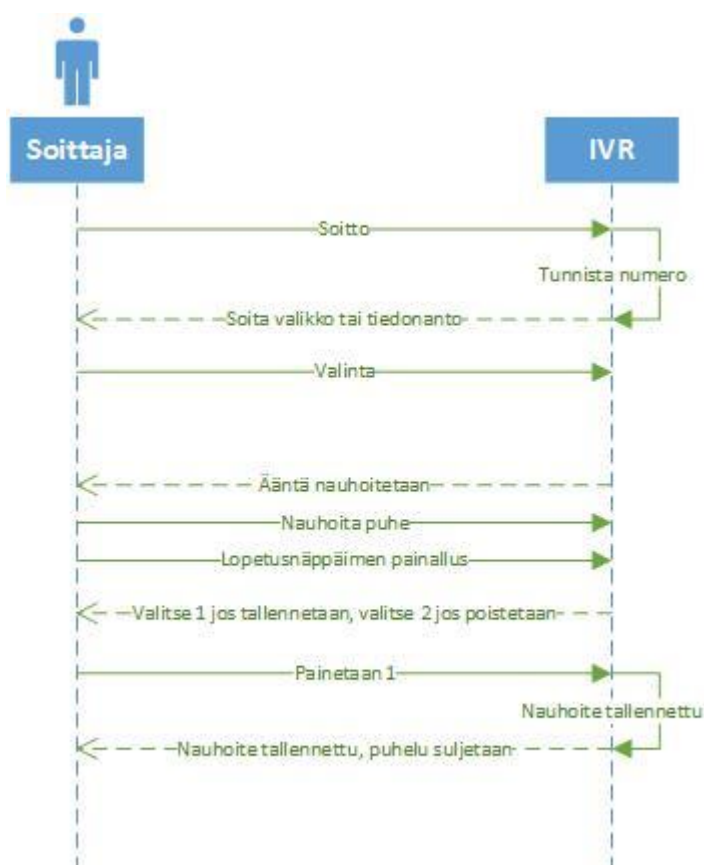 Soittaja
IVR
Soitto
Tunnista numero
Soita valikko tai tiedonanto
Valinta
Ääntä nauhoitetaan
Nauhoita puhe
Lopetusnäppäimen painallus
Valitse 1 jos tallennetaan, valitse 2 jos poistetaan
Painetaan 1
Nauhoite tallennettu
Nauhoite tallennettu, puhelu suljetaan